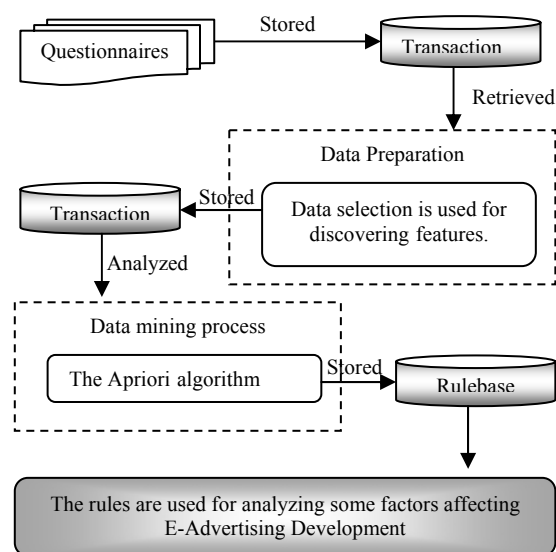 Questionnaires
Stored
Transaction
Retrieved
Data Preparation
Data selection is used for
discovering features.
Stored
Transaction
Analyzed
Data mining process
The Apriori algorithm
Stored
Rulebase
The rules are used for analyzing some factors affecting
E-Advertising Development